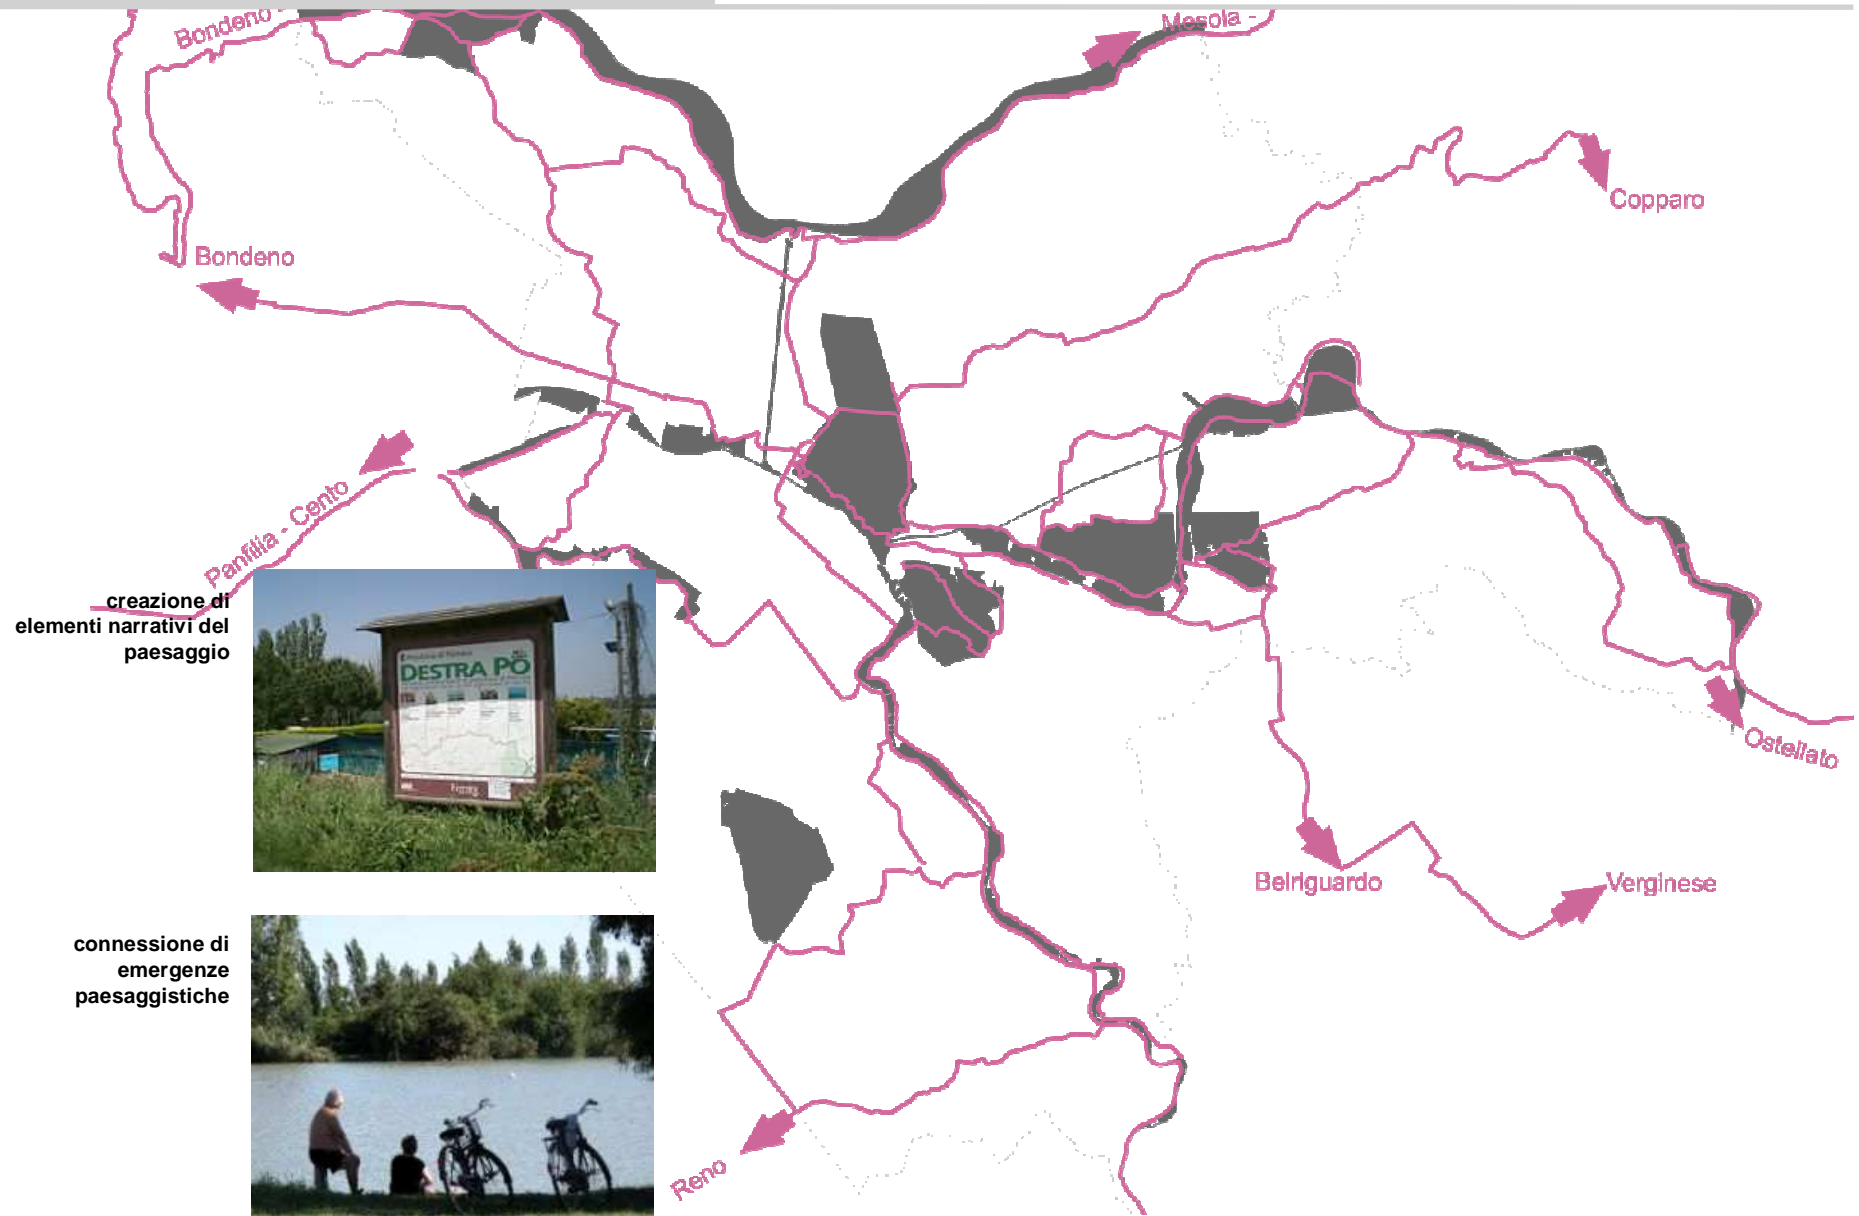 Bondeno -
Mesola -
Copparo
Bondeno
Panfilia - Cento
creazione di
elementi narrativi del
paesaggio
DESTRA PO
Ostellato
Belriguardo
Verginese
connessione di
emergenze
paesaggistiche
Reno